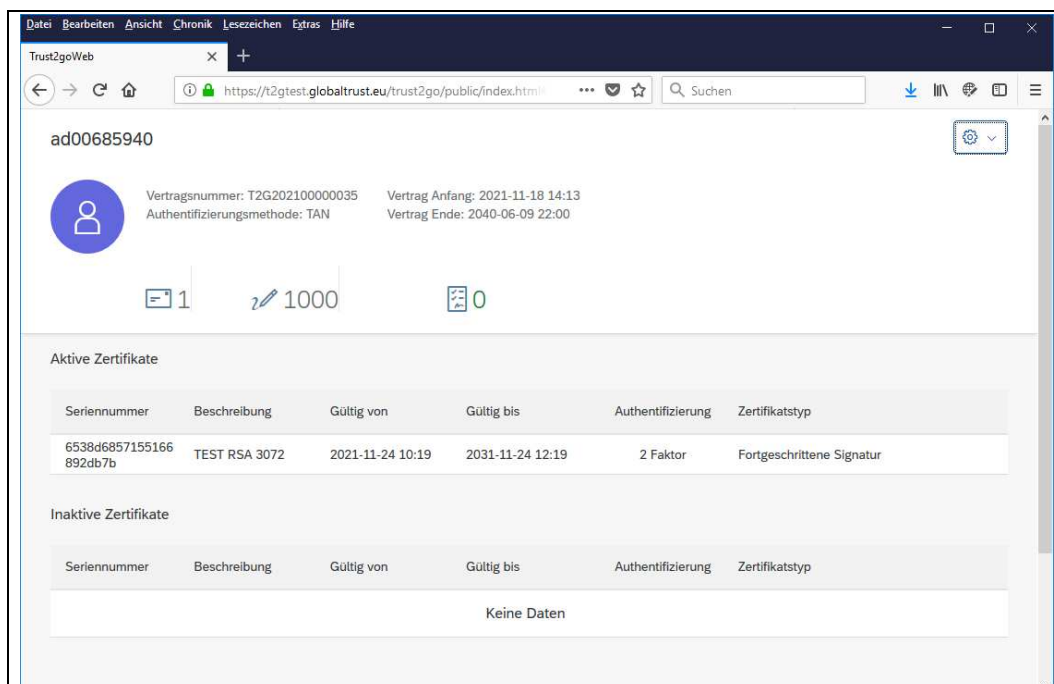 Datei Bearbeiten Ansicht Chronik Lesezeichen Extras Hilfe
Trust2goWeb
https://t2gtest.globaltrust.eu/trust2go/public/index.html
Suchen
ad00685940
Vertragsnummer: T2G202100000035 Vertrag Anfang: 2021-11-18 14:13
Authentifizierungsmethode: TAN Vertrag Ende: 2040-06-09 22:00
1 1000 0
Aktive Zertifikate
Seriennummer Beschreibung Gültig von Gültig bis Authentifizierung Zertifikatstyp
6538d6857155166
892db7b TEST RSA 3072 2021-11-24 10:19 2031-11-24 12:19 2 Faktor Fortgeschrittene Signatur
Inaktive Zertifikate
Seriennummer Beschreibung Gültig von Gültig bis Authentifizierung Zertifikatstyp
Keine Daten